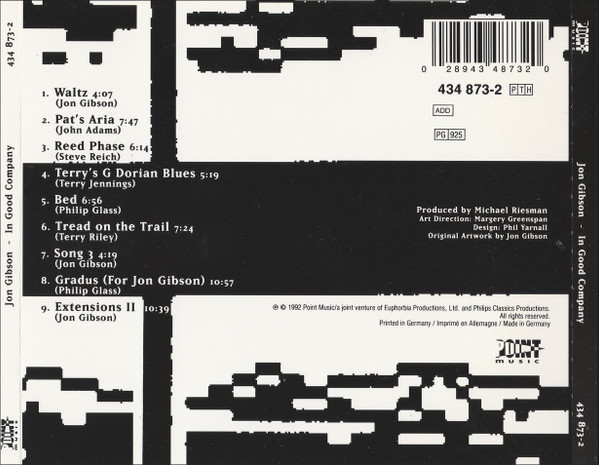 434 873-2
Jon Gibson - In Good Company
POINT
MUSIC
1. Waltz 4:07
(Jon Gibson)
2. Pat's Aria 7:47
(John Adams)
3. Reed Phase 6:14
(Steve Reich)
4. Terry's G Dorian Blues 5:19
(Terry Jennings)
5. Bed 6:56
(Philip Glass)
6. Tread on the Trail 7:24
(Terry Riley)
7. Song 3 4:19
(Jon Gibson)
8. Gradus (For Jon Gibson) 10:57
(Philip Glass)
9. Extensions II 10:39
(Jon Gibson)
0 28943 48732 0
434 873-2 PTH
ADD
PG 925
Produced by Michael Riesman
Art Direction: Margery Greenspan
Design: Phil Yarnall
Original Artwork by Jon Gibson
℗ © 1992 Point Music/a joint venture of Euphorbia Productions, Ltd. and Philips Classics Productions.
All rights reserved.
Printed in Germany / Imprimé en Allemagne / Made in Germany
POINT
MUSIC
POINT
MUSIC
Jon Gibson - In Good Company
434 873-2